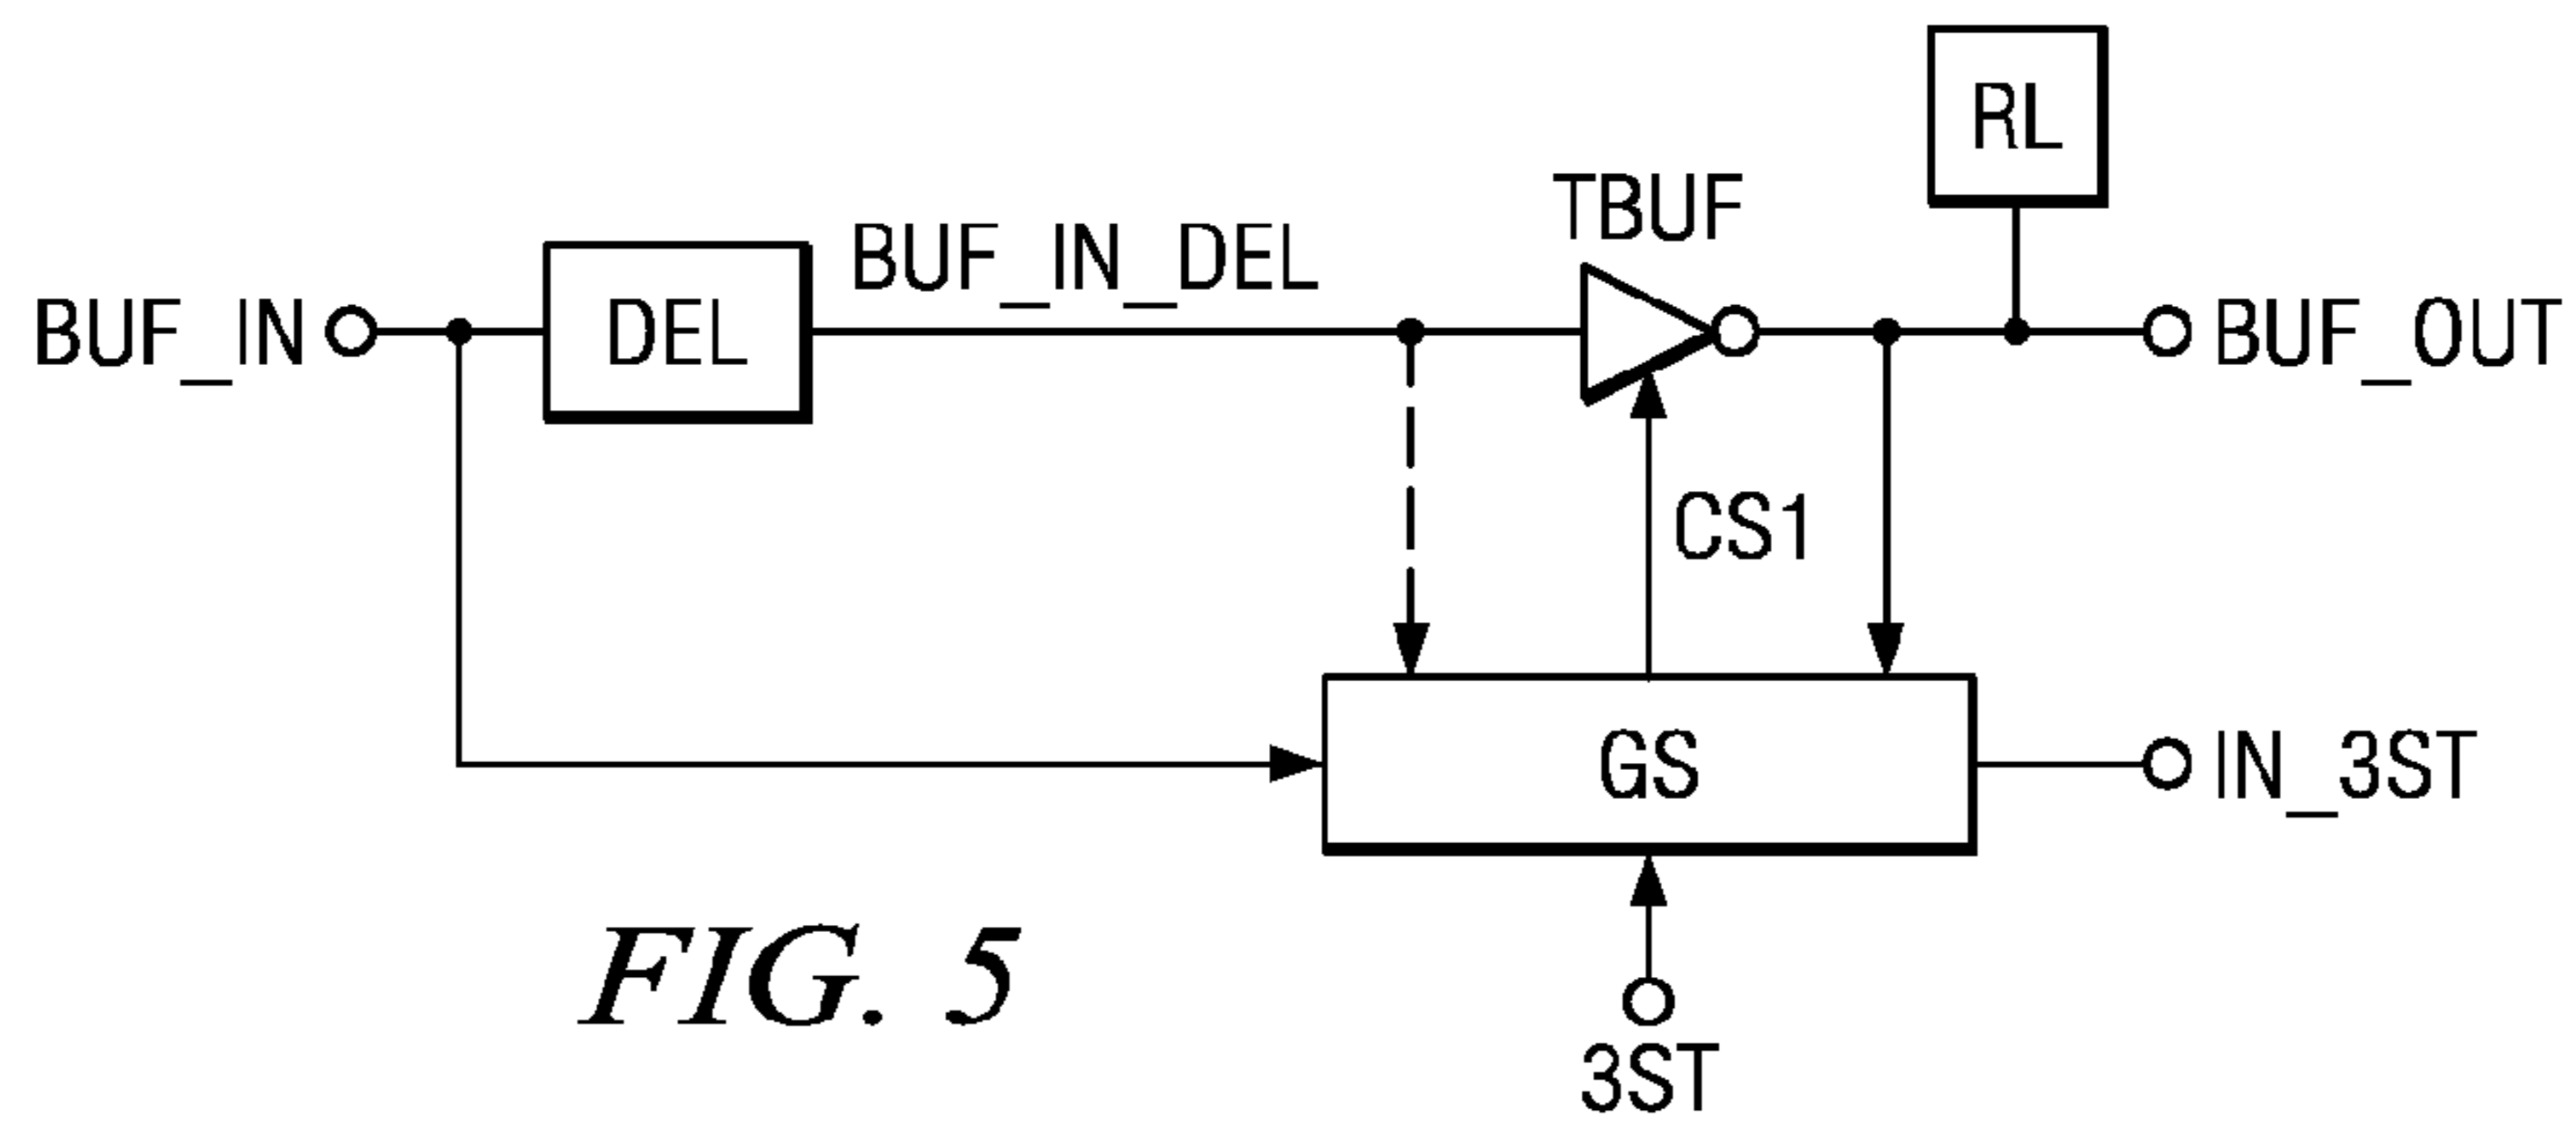 RL
TBUF
BUF_IN_DEL
BUF_IN
DEL
BUF_OUT
CS1
GS
IN_3ST
3ST
FIG. 5